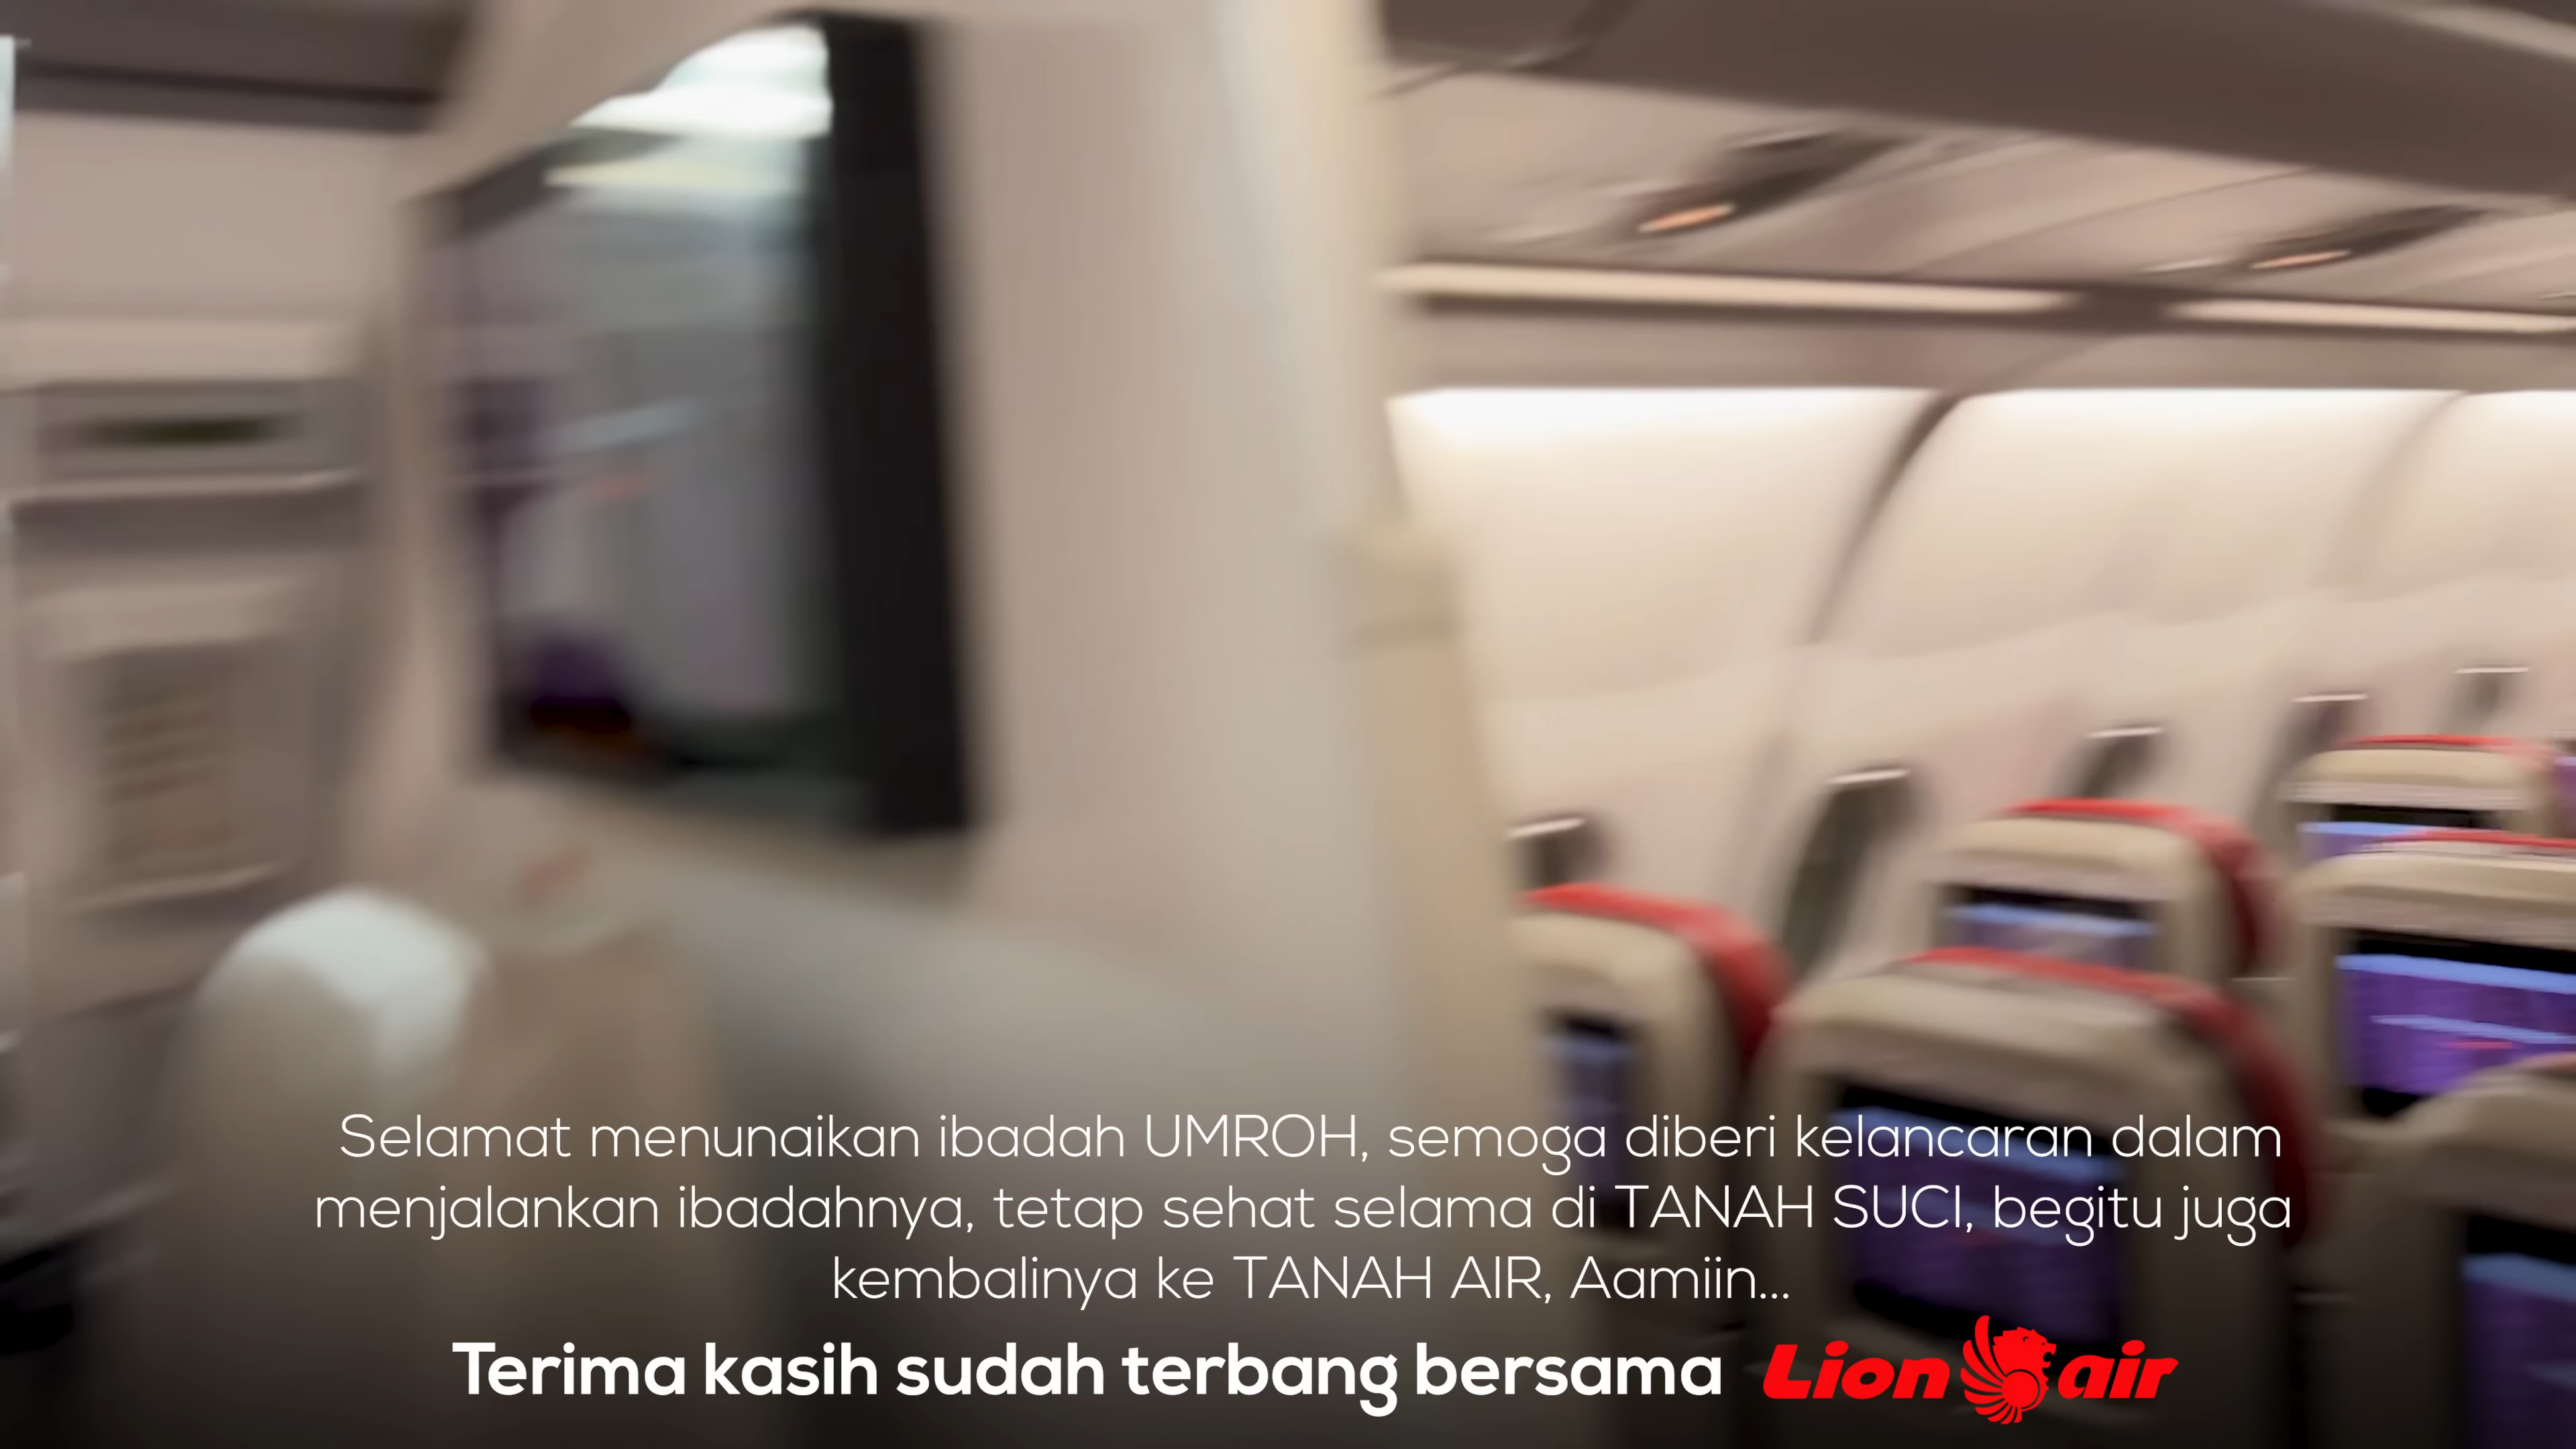 Selamat menunaikan ibadah UMROH, semoga diberi kelancaran dalam
menjalankan ibadahnya, tetap sehat selama di TANAH SUCI, begitu juga
kembalinya ke TANAH AIR, Aamiin...
Terima kasih sudah terbang bersama Lion air